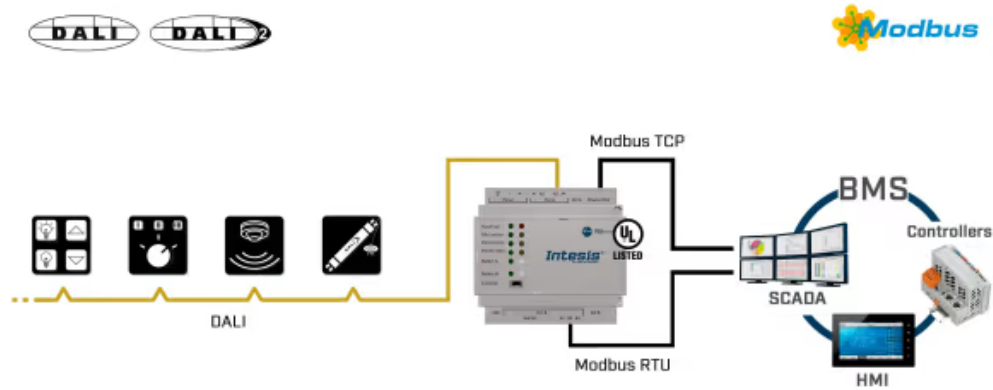 DALI DALI 2
Modbus
Modbus TCP
BMS
Controllers
UL
LISTED
Intesis
SCADA
DALI
Modbus RTU
HMI